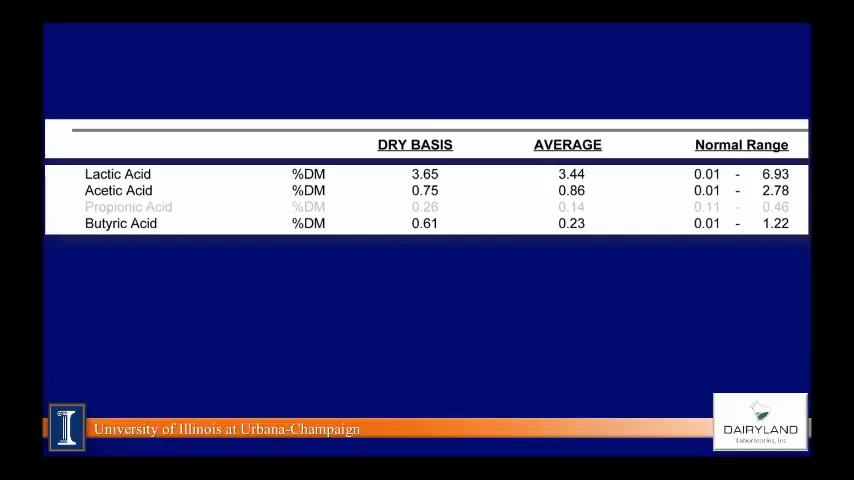 DRY BASIS AVERAGE Normal Range
Lactic Acid %DM 3.65 3.44 0.01 - 6.93
Acetic Acid %DM 0.75 0.86 0.01 - 2.78
Propionic Acid %DM 0.26 0.14 0.11 - 0.46
Butyric Acid %DM 0.61 0.23 0.01 - 1.22
I University of Illinois at Urbana-Champaign
DAIRYLAND
Laboratories, Inc.